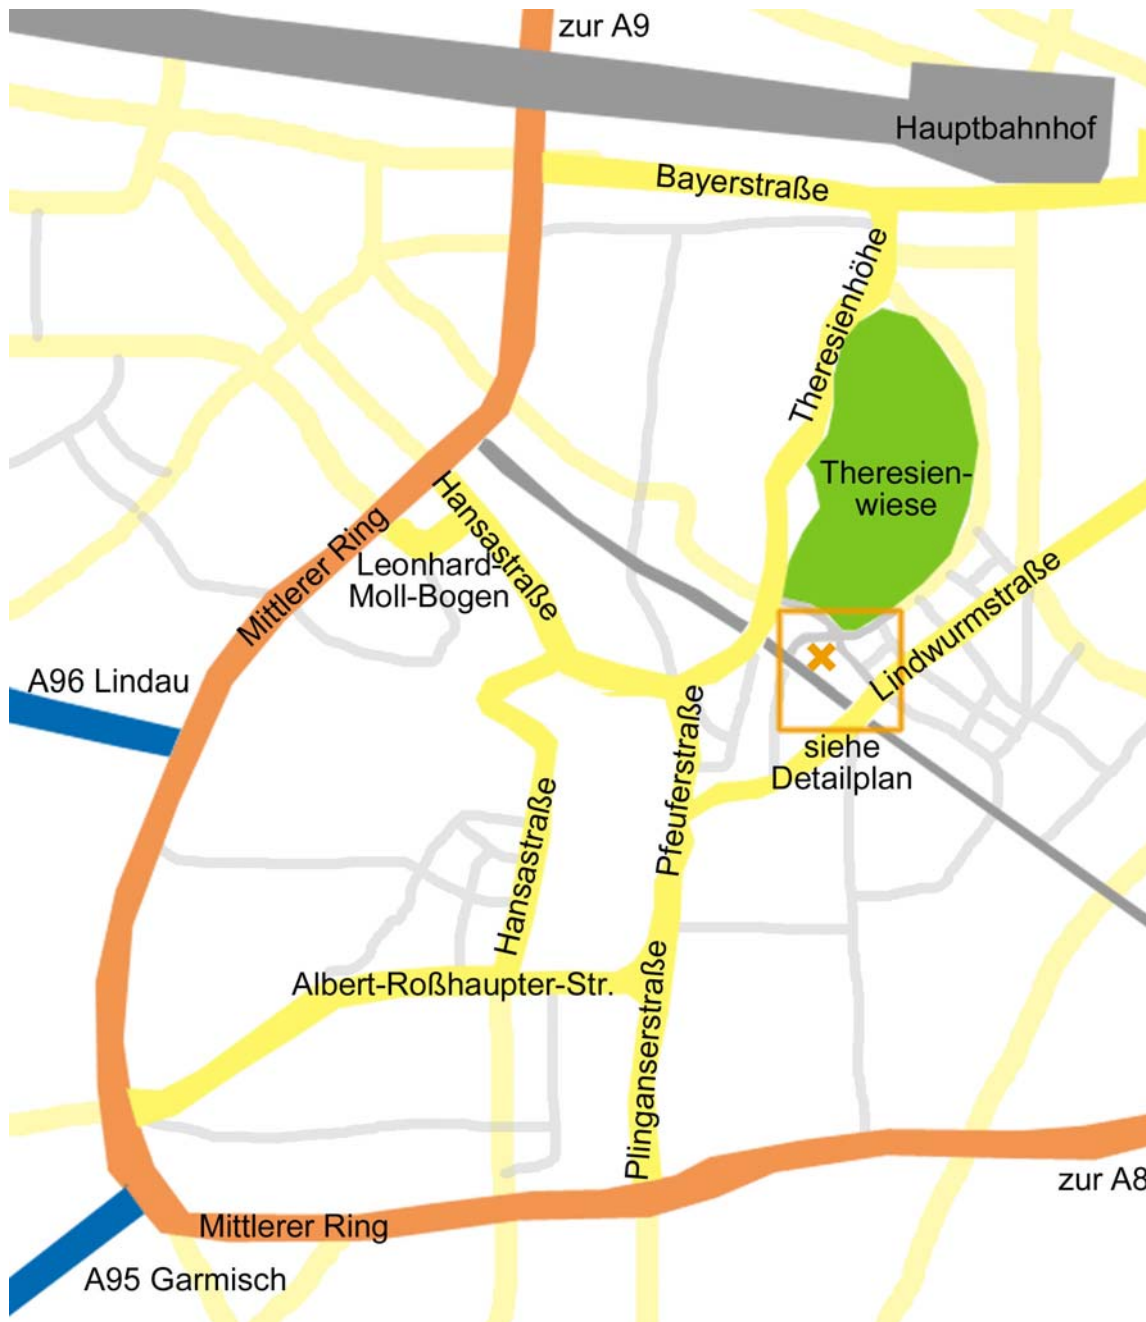 zur A9
Hauptbahnhof
Bayerstraße
Theresienhöhe
Theresien-
wiese
Hansastraße
Mittlerer Ring
Leonhard-
Moll-Bogen
Lindwurmstraße
A96 Lindau
siehe
Detailplan
Pfeuferstraße
Hansastraße
Albert-Roßhaupter-Str.
Plinganserstraße
zur A8
Mittlerer Ring
A95 Garmisch